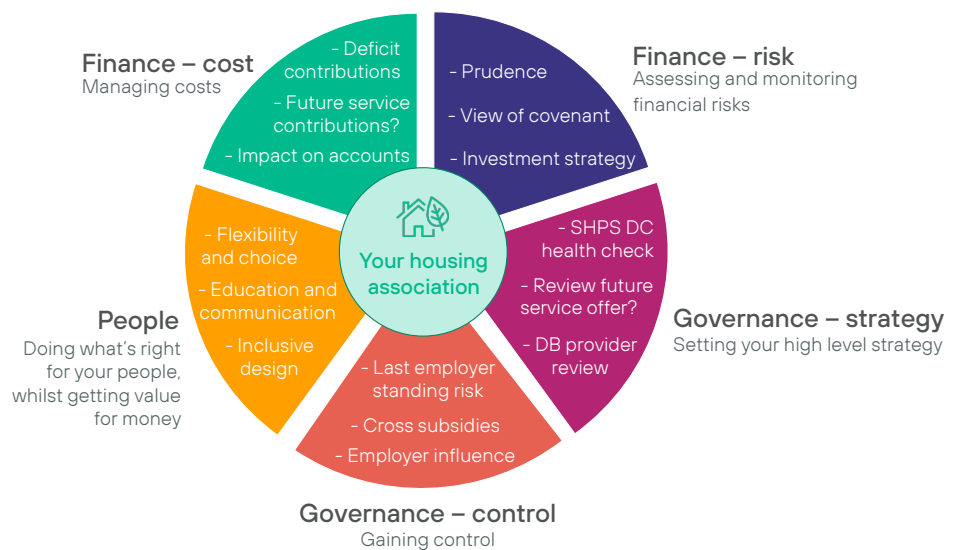 Finance – cost
Managing costs
- Deficit
contributions
- Future service
contributions?
- Impact on accounts
Finance – risk
Assessing and monitoring
financial risks
- Prudence
- View of covenant
- Investment strategy
Governance – strategy
Setting your high level strategy
- SHPS DC
health check
- Review future
service offer?
- DB provider
review
Governance – control
Gaining control
- Last employer
standing risk
- Cross subsidies
- Employer influence
People
Doing what's right
for your people,
whilst getting value
for money
- Flexibility
and choice
- Education and
communication
- Inclusive
design
Your housing
association